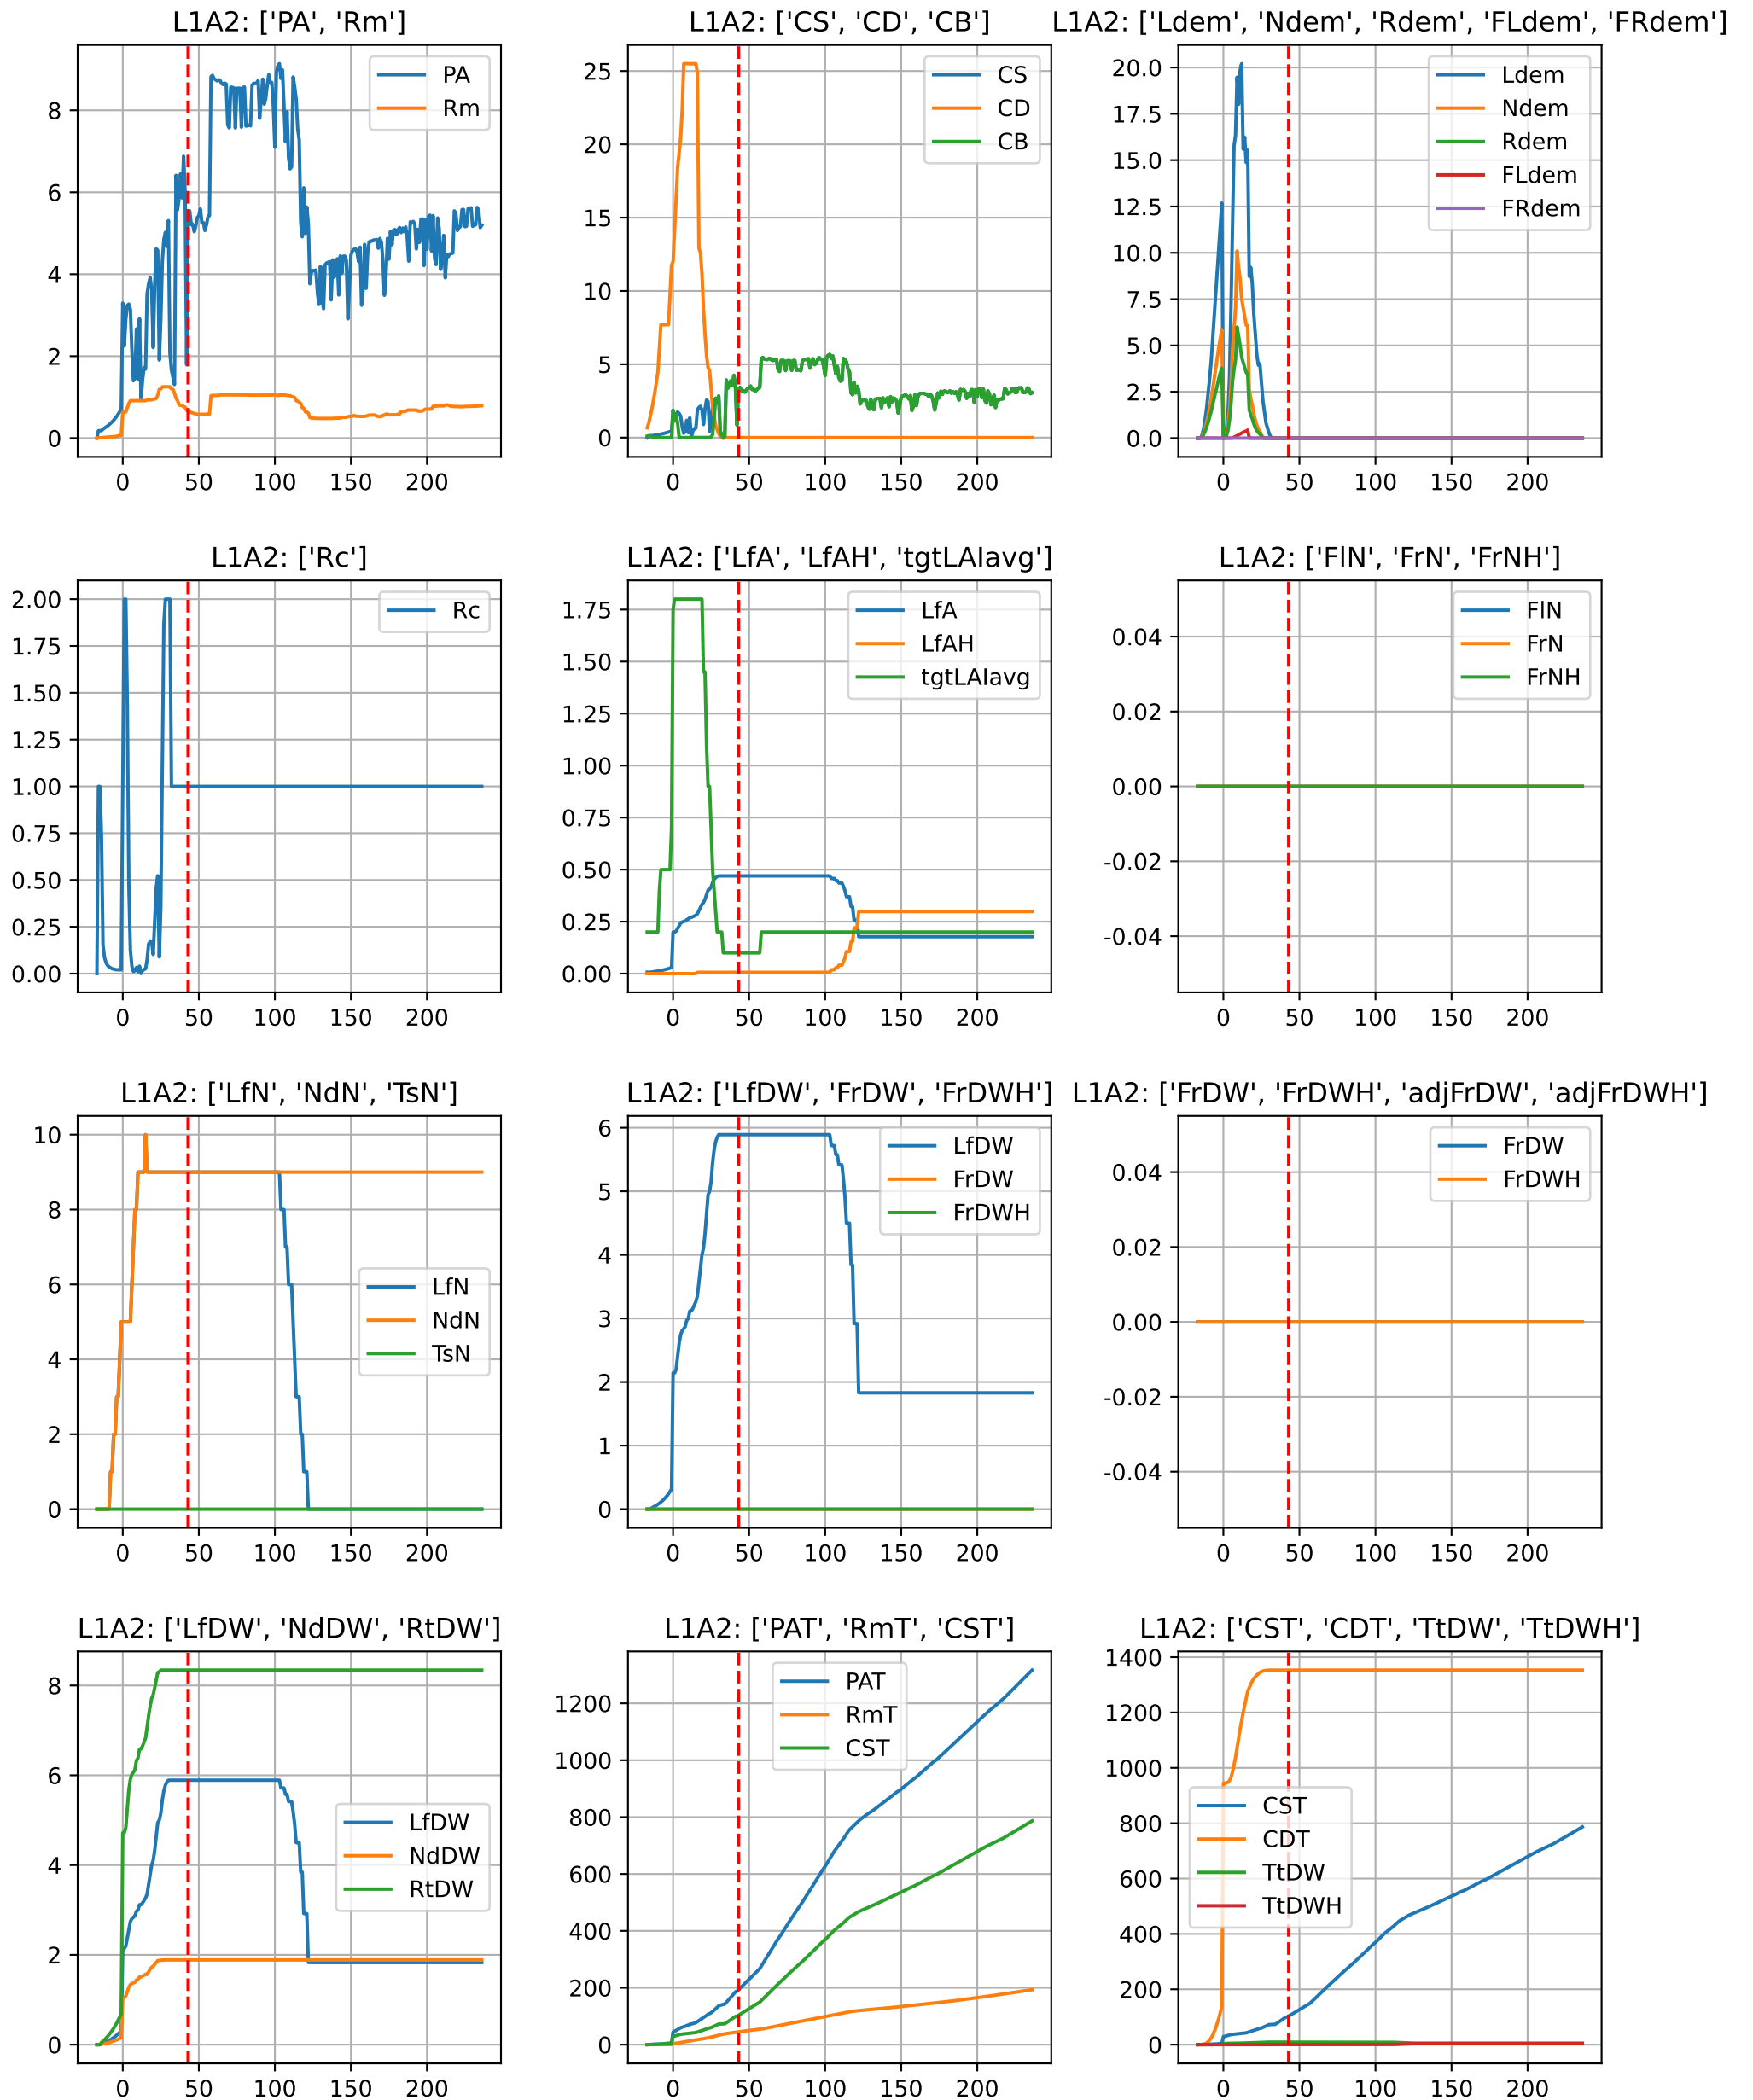 L1A2: ['PA', 'Rm']
8
6
4
2
0
0 50 100 150 200
PA
Rm
L1A2: ['CS', 'CD', 'CB']
25
20
15
10
5
0
0 50 100 150 200
CS
CD
CB
L1A2: ['Ldem', 'Ndem', 'Rdem', 'FLdem', 'FRdem']
20.0
17.5
15.0
12.5
10.0
7.5
5.0
2.5
0.0
0 50 100 150 200
Ldem
Ndem
Rdem
FLdem
FRdem
L1A2: ['Rc']
2.00
1.75
1.50
1.25
1.00
0.75
0.50
0.25
0.00
0 50 100 150 200
Rc
L1A2: ['LfA', 'LfAH', 'tgtLAIavg']
1.75
1.50
1.25
1.00
0.75
0.50
0.25
0.00
0 50 100 150 200
LfA
LfAH
tgtLAIavg
L1A2: ['FlN', 'FrN', 'FrNH']
0.04
0.02
0.00
-0.02
-0.04
0 50 100 150 200
FlN
FrN
FrNH
L1A2: ['LfN', 'NdN', 'TsN']
10
8
6
4
2
0
0 50 100 150 200
LfN
NdN
TsN
L1A2: ['LfDW', 'FrDW', 'FrDWH']
6
5
4
3
2
1
0
0 50 100 150 200
LfDW
FrDW
FrDWH
L1A2: ['FrDW', 'FrDWH', 'adjFrDW', 'adjFrDWH']
0.04
0.02
0.00
-0.02
-0.04
0 50 100 150 200
FrDW
FrDWH
L1A2: ['LfDW', 'NdDW', 'RtDW']
8
6
4
2
0
0 50 100 150 200
LfDW
NdDW
RtDW
L1A2: ['PAT', 'RmT', 'CST']
1200
1000
800
600
400
200
0
0 50 100 150 200
PAT
RmT
CST
L1A2: ['CST', 'CDT', 'TtDW', 'TtDWH']
1400
1200
1000
800
600
400
200
0
0 50 100 150 200
CST
CDT
TtDW
TtDWH